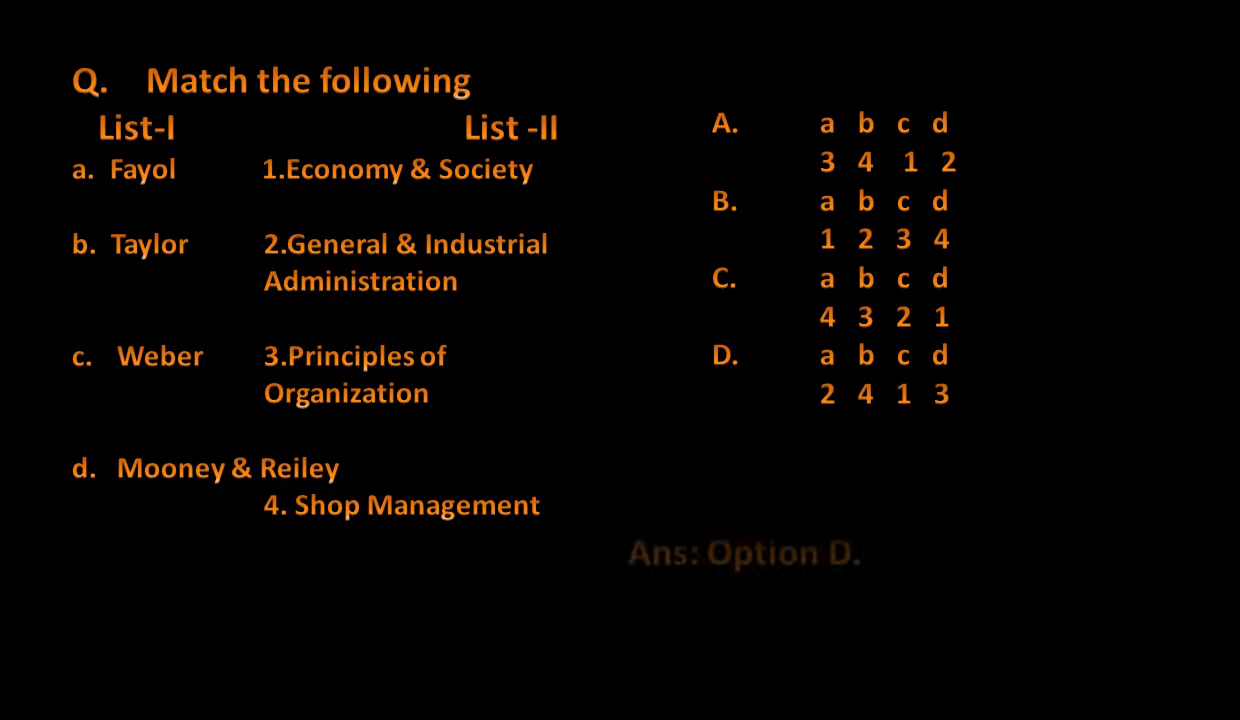 Q. Match the following
List-I List -II
a. Fayol 1.Economy & Society
b. Taylor 2.General & Industrial
Administration
c. Weber 3.Principles of
Organization
d. Mooney & Reiley
4. Shop Management
A. a b c d
3 4 1 2
B. a b c d
1 2 3 4
C. a b c d
4 3 2 1
D. a b c d
2 4 1 3
Ans: Option D.